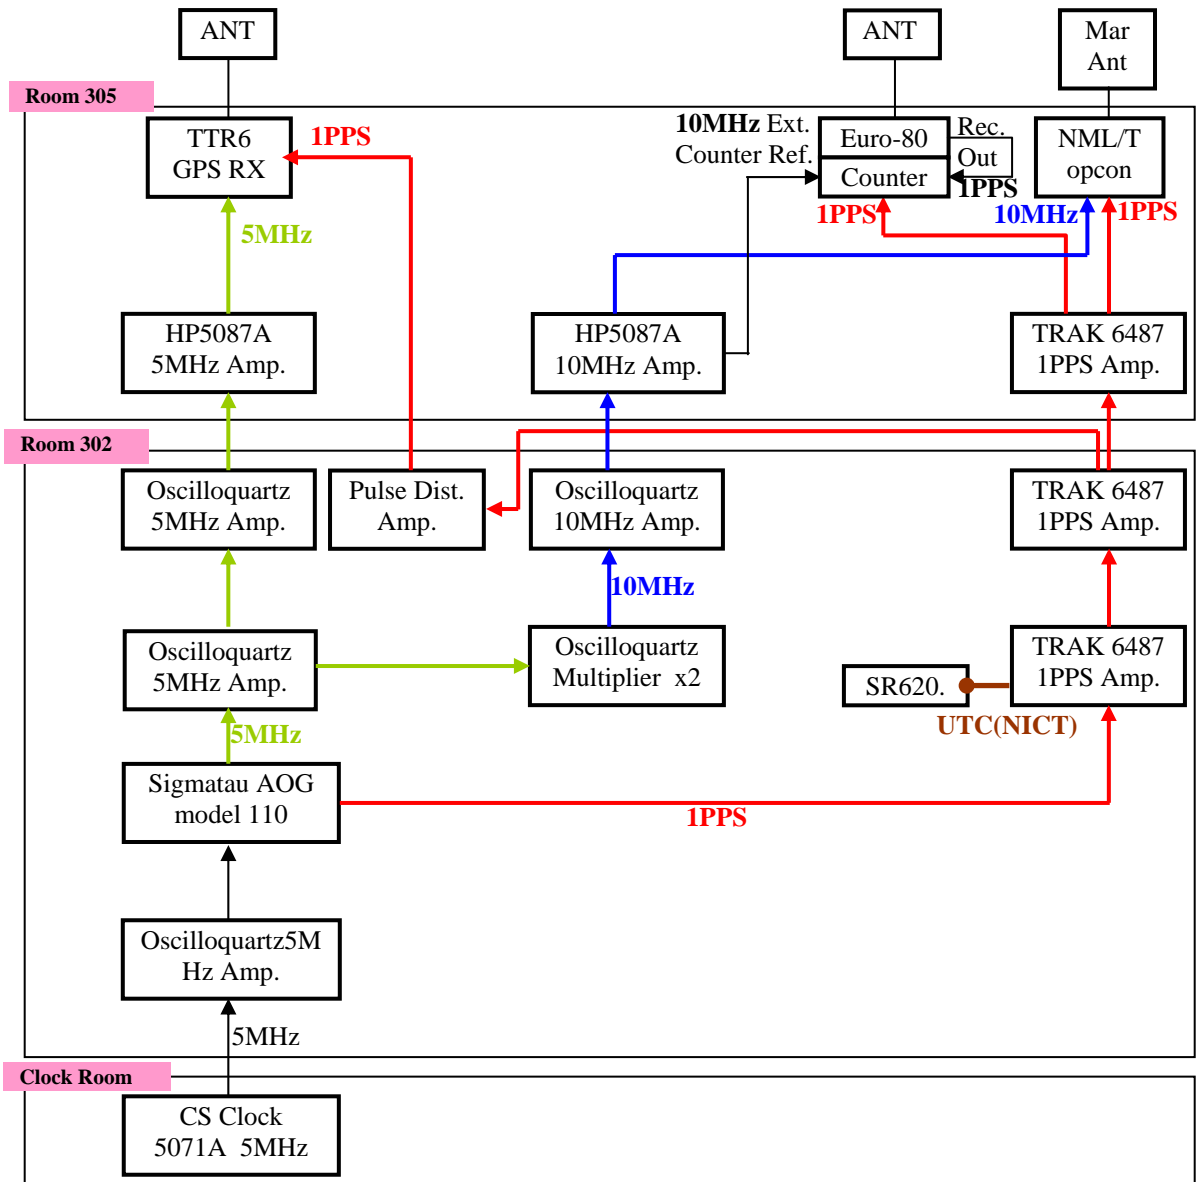 ANT
ANT
Mar
Ant
Room 305
TTR6
GPS RX
1PPS
10MHz Ext.
Counter Ref.
Euro-80
Counter
Rec.
Out
1PPS
NML/T
opcon
5MHz
1PPS
10MHz
1PPS
HP5087A
5MHz Amp.
HP5087A
10MHz Amp.
TRAK 6487
1PPS Amp.
Room 302
Oscilloquartz
5MHz Amp.
Pulse Dist.
Amp.
Oscilloquartz
10MHz Amp.
TRAK 6487
1PPS Amp.
10MHz
Oscilloquartz
5MHz Amp.
Oscilloquartz
Multiplier x2
SR620.
TRAK 6487
1PPS Amp.
UTC(NICT)
5MHz
Sigmatau AOG
model 110
1PPS
Oscilloquartz5M
Hz Amp.
5MHz
Clock Room
CS Clock
5071A 5MHz